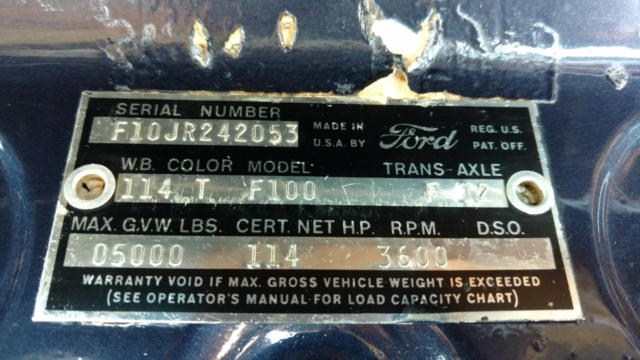 SERIAL NUMBER
F10JR242053
MADE IN
U.S.A. BY
Ford
REG. U.S.
PAT. OFF.
W.B. COLOR MODEL TRANS-AXLE
114 T F100 F
MAX. G.V.W. LBS. CERT. NET H.P. R.P.M. D.S.O.
05000 114 3600
WARRANTY VOID IF MAX. GROSS VEHICLE WEIGHT IS EXCEEDED
(SEE OPERATOR'S MANUAL FOR LOAD CAPACITY CHART)